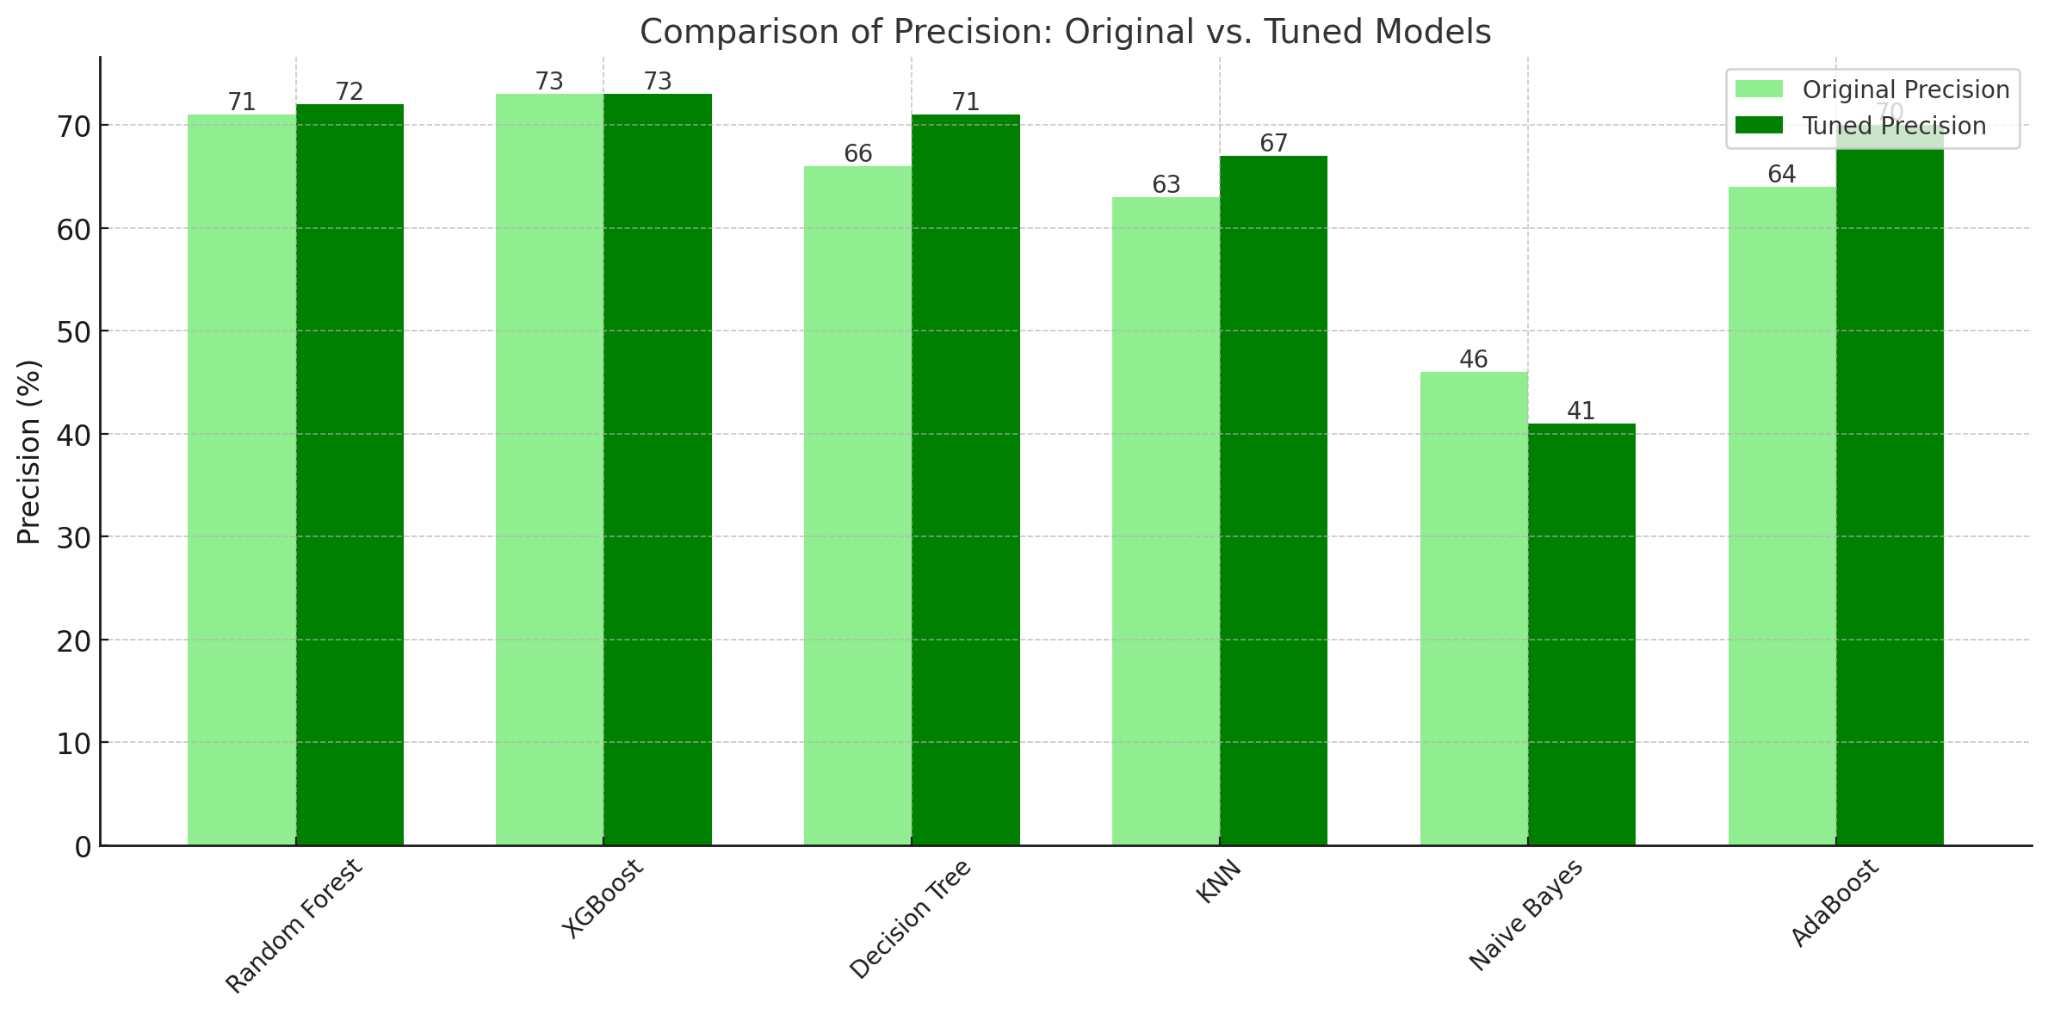 Comparison of Precision: Original vs. Tuned Models
Original Precision
Tuned Precision
Precision (%)
70
60
50
40
30
20
10
0
71
72
73
73
66
71
63
67
46
41
64
70
Random Forest
XGBoost
Decision Tree
KNN
Naive Bayes
AdaBoost